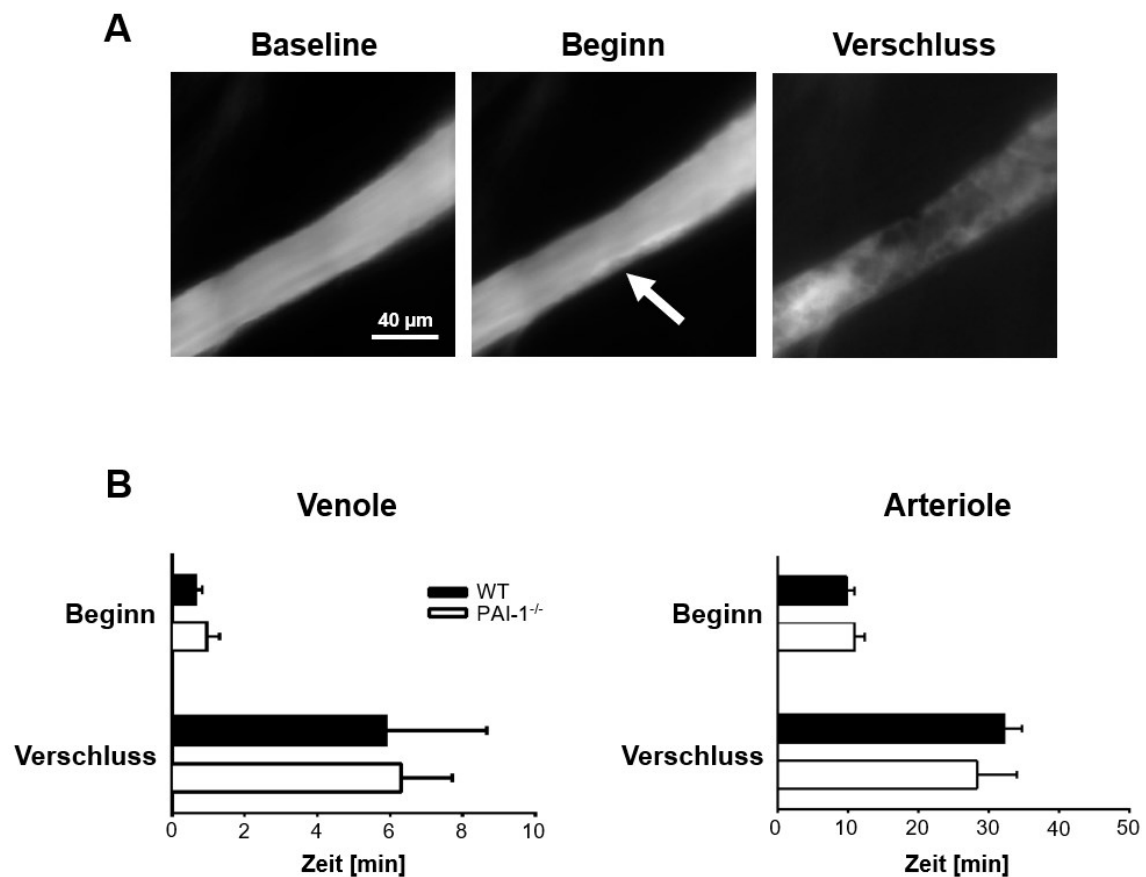 A
Baseline Beginn Verschluss
40 µm
B
Venole
Beginn
Verschluss
WT
PAI-1-/-
0 2 4 6 8 10
Zeit [min]
Arteriole
Beginn
Verschluss
0 10 20 30 40 50
Zeit [min]